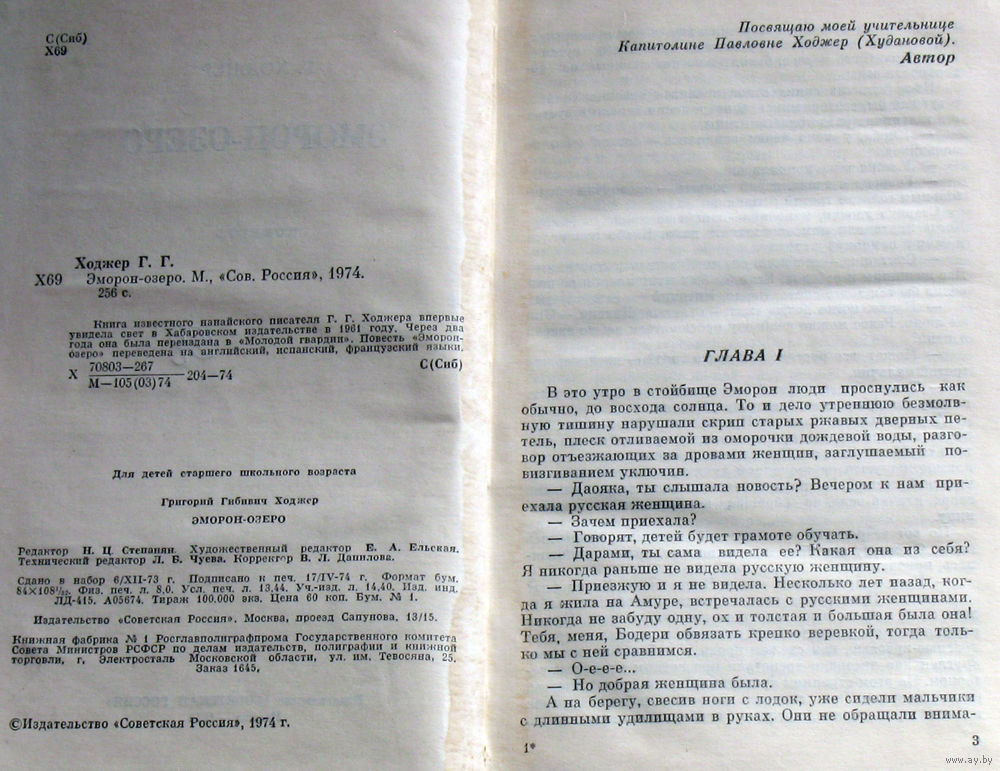 С(Сиб)
Х69
Ходжер Г. Г.
Х69 Эморон-озеро. М., «Сов. Россия», 1974.
256 с.
Книга известного нанайского писателя Г. Г. Ходжера впервые
увидела свет в Хабаровском издательстве в 1961 году. Через два
года она была переиздана в «Молодой гвардии». Повесть «Эморон-
озеро» переведена на английский, испанский, французский языки.
Х 70803—267
М—105(03)74 204—74
С(Сиб)
Для детей старшего школьного возраста
Григорий Гибивич Ходжер
ЭМОРОН-ОЗЕРО
Редактор Н. Ц. Степанян. Художественный редактор Е. А. Ельская.
Технический редактор Л. Б. Чуева. Корректор В. Л. Данилова.
Сдано в набор 6/XII-73 г. Подписано к печ. 17/IV-74 г. Формат бум.
84×108¹/₃₂. Физ. печ. л. 8,0. Усл. печ. л. 13,44. Уч.-изд. л. 14,40. Изд. инд.
ЛД-415. А05674. Тираж 100.000 экз. Цена 60 коп. Бум. № 1.
Издательство «Советская Россия». Москва, проезд Сапунова, 13/15.
Книжная фабрика № 1 Росглавполиграфпрома Государственного комитета
Совета Министров РСФСР по делам издательств, полиграфии и книжной
торговли, г. Электросталь Московской области, ул. им. Тевосяна, 25.
Заказ 1645.
©Издательство «Советская Россия», 1974 г.
Посвящаю моей учительнице
Капитолине Павловне Ходжер (Худановой).
Автор
ГЛАВА I
В это утро в стойбище Эморон люди проснулись как
обычно, до восхода солнца. То и дело утреннюю безмолв-
ную тишину нарушали скрип старых ржавых дверных пе-
тель, плеск отливаемой из оморочки дождевой воды, разго-
вор отъезжающих за дровами женщин, заглушаемый по-
визгиванием уключин.
— Даояка, ты слышала новость? Вечером к нам при-
ехала русская женщина.
— Зачем приехала?
— Говорят, детей будет грамоте обучать.
— Дарами, ты сама видела ее? Какая она из себя?
Я никогда раньше не видела русскую женщину.
— Приезжую и я не видела. Несколько лет назад, ког-
да я жила на Амуре, встречалась с русскими женщинами.
Никогда не забуду одну, ох и толстая и большая была она!
Тебя, меня, Бодери обвязать крепко веревкой, тогда толь-
ко мы с ней сравнимся.
— О-е-е-е...
— Но добрая женщина была.
А на берегу, свесив ноги с лодок, уже сидели мальчики
с длинными удилищами в руках. Они не обращали внима-
1*
3
www.ay.by